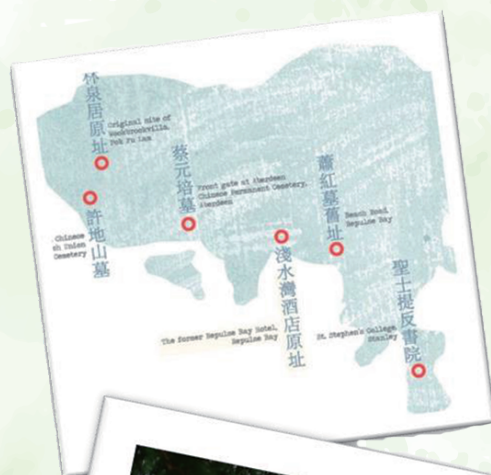 林泉居原址
Original site of
Woodbrookvilla,
Pok Fu Lam
許地山墓
Chinese
Cemetery
蔡元培墓
Front gate at Aberdeen
Chinese Permanent Cemetery,
Aberdeen
淺水灣酒店原址
The former Repulse Bay Hotel,
Repulse Bay
蕭紅墓舊址
Beach Road,
Repulse Bay
聖士提反書院
St. Stephen's College
Stanley